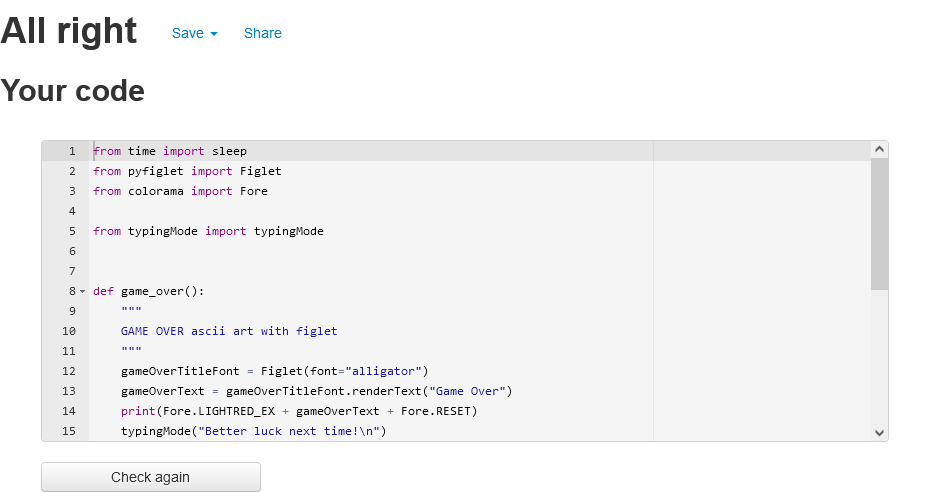 All right Save Share
Your code
1 from time import sleep
2 from pyfiglet import Figlet
3 from colorama import Fore
4
5 from typingMode import typingMode
6
7
8 def game_over():
9 """
10 GAME OVER ascii art with figlet
11 """
12 gameOverTitleFont = Figlet(font="alligator")
13 gameOverText = gameOverTitleFont.renderText("Game Over")
14 print(Fore.LIGHTRED_EX + gameOverText + Fore.RESET)
15 typingMode("Better luck next time!\n")
Check again